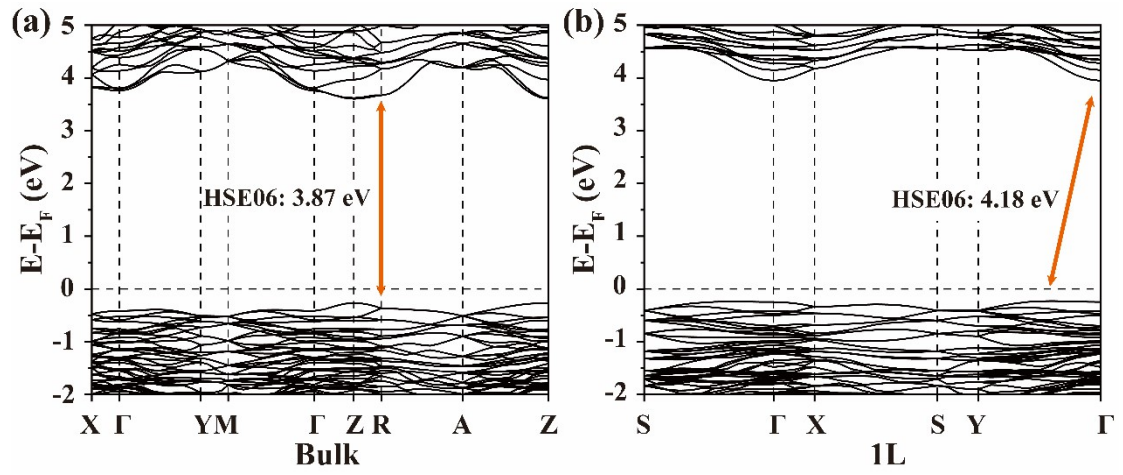 (a)
E-E_F (eV)
5
4
3
2
1
0
-1
-2
HSE06: 3.87 eV
X Γ Y M Γ Z R A Z
Bulk
(b)
E-E_F (eV)
5
4
3
2
1
0
-1
-2
HSE06: 4.18 eV
S Γ X S Y Γ
1L